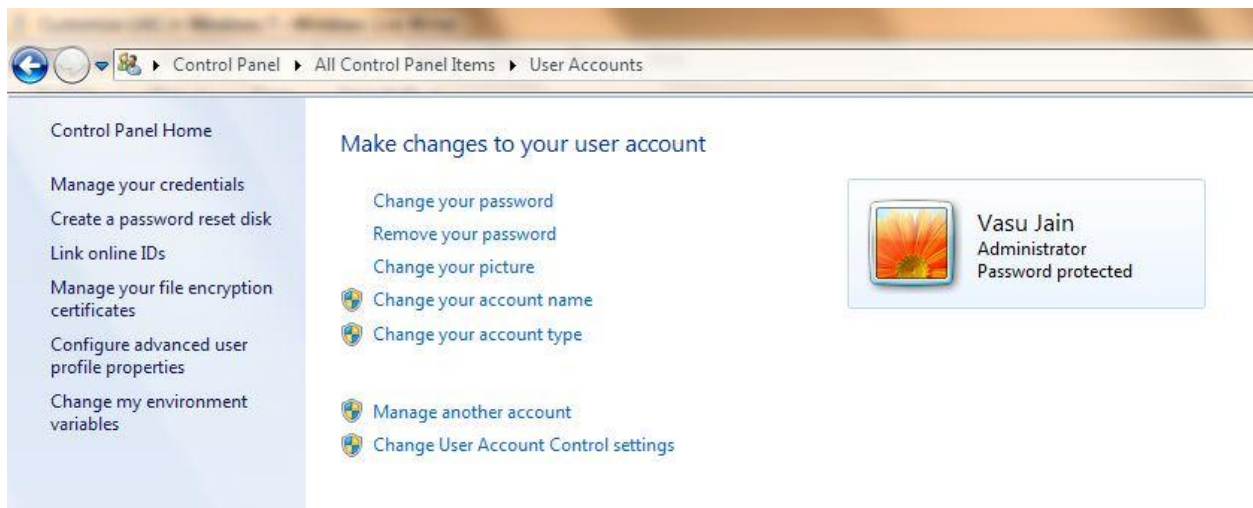 Control Panel ▸ All Control Panel Items ▸ User Accounts
Control Panel Home
Manage your credentials
Create a password reset disk
Link online IDs
Manage your file encryption
certificates
Configure advanced user
profile properties
Change my environment
variables
Make changes to your user account
Change your password
Remove your password
Change your picture
Change your account name
Change your account type
Manage another account
Change User Account Control settings
Vasu Jain
Administrator
Password protected